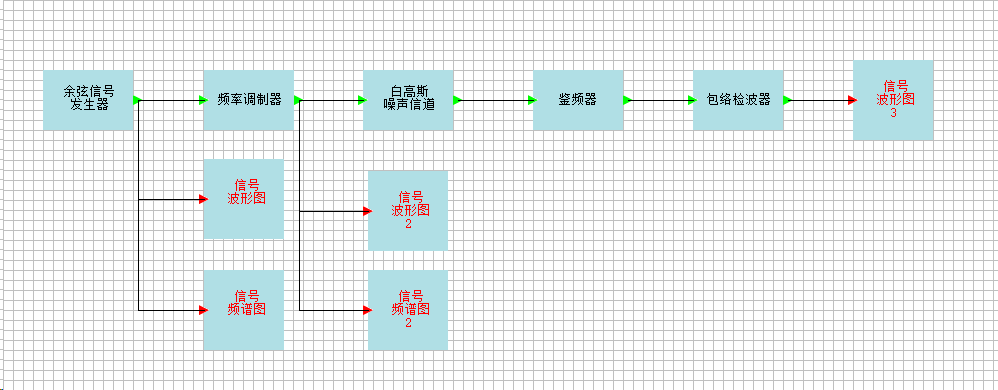 余弦信号
发生器
频率调制器
白高斯
噪声信道
鉴频器
包络检波器
信号
波形图
3
信号
波形图
信号
波形图
2
信号
频谱图
信号
频谱图
2